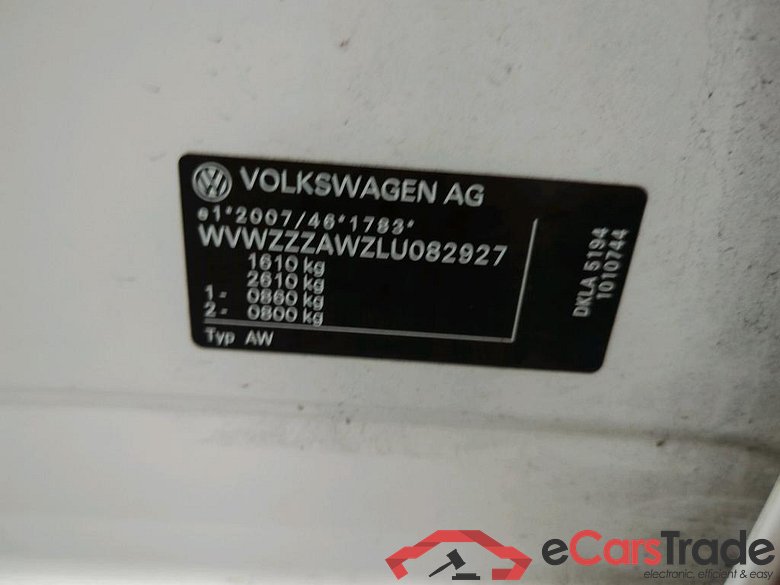 VOLKSWAGEN AG
e1*2007/46*1783*
WVWZZZAWZLU082927
1610 kg
2610 kg
1- 0860 kg
2- 0800 kg
Typ AW
DKLA 5194
1010744
eCarsTrade
electronic, efficient & easy